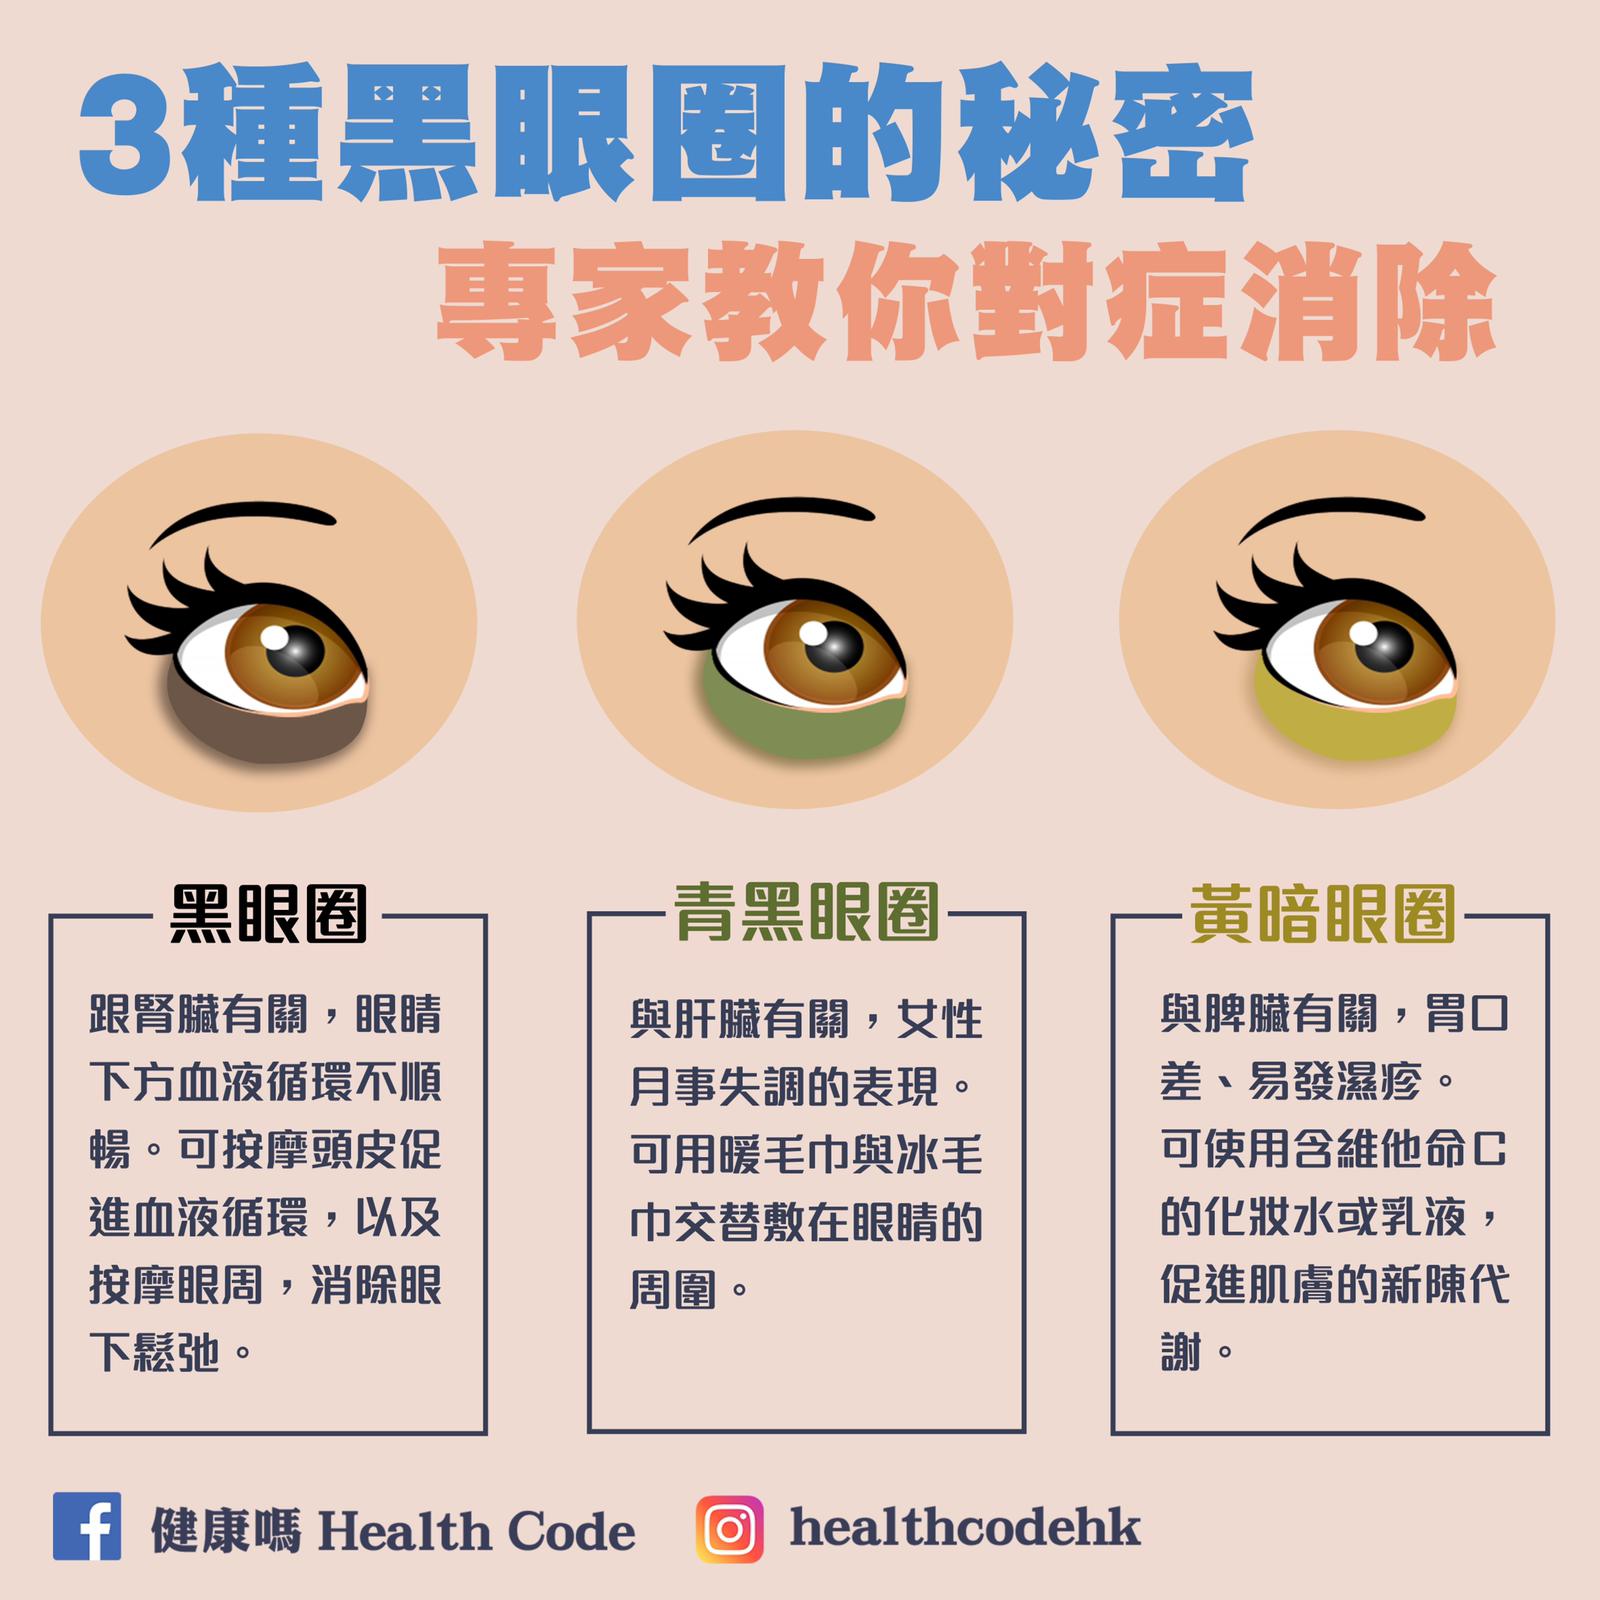 3種黑眼圈的秘密
專家教你對症消除
黑眼圈
跟腎臟有關，眼睛
下方血液循環不順
暢。可按摩頭皮促
進血液循環，以及
按摩眼周，消除眼
下鬆弛。
青黑眼圈
與肝臟有關，女性
月事失調的表現。
可用暖毛巾與冰毛
巾交替敷在眼睛的
周圍。
黃暗眼圈
與脾臟有關，胃口
差、易發濕疹。
可使用含維他命C
的化妝水或乳液，
促進肌膚的新陳代
謝。
健康嗎 Health Code
healthcodehk